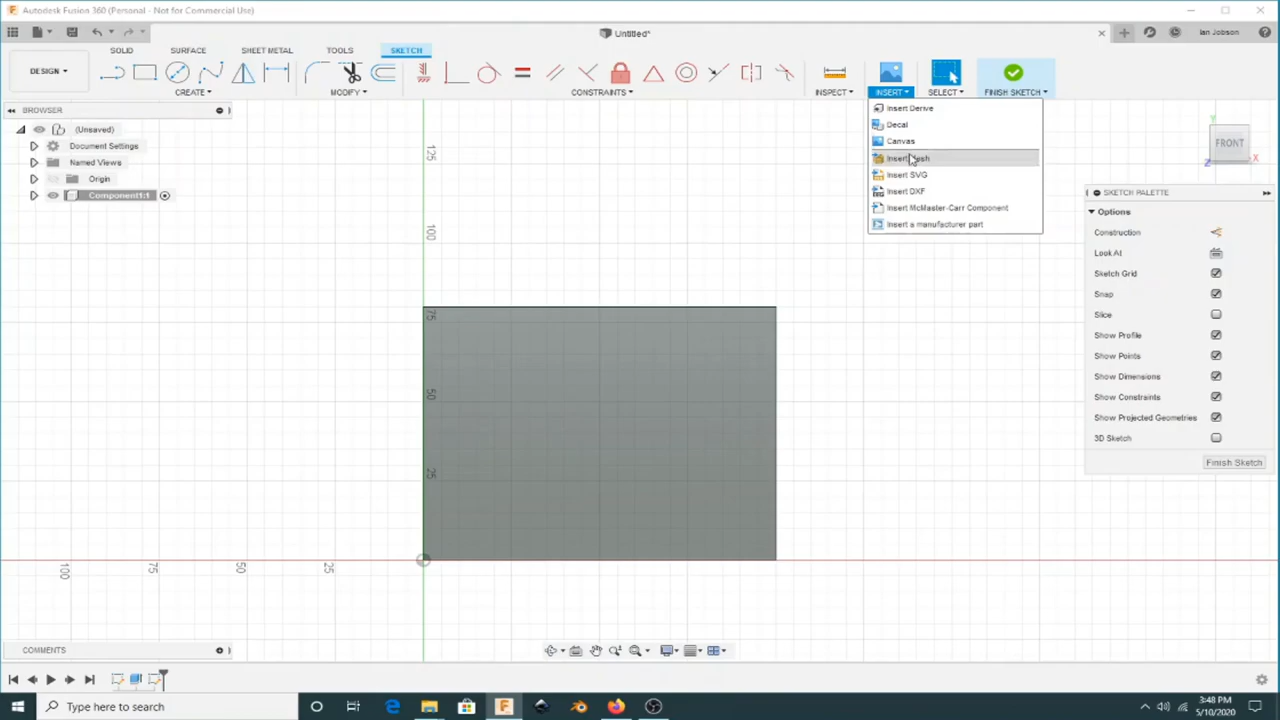 Autodesk Fusion 360 (Personal - Not for Commercial Use)
Untitled*
Ian Jobson
SOLID
SURFACE
SHEET METAL
TOOLS
SKETCH
DESIGN
CREATE
MODIFY
CONSTRAINTS
INSPECT
INSERT
SELECT
FINISH SKETCH
BROWSER
(Unsaved)
Document Settings
Named Views
Origin
Component1:1
Insert Derive
Decal
Canvas
Insert Mesh
Insert SVG
Insert DXF
Insert McMaster-Carr Component
Insert a manufacturer part
Y
FRONT
Z
X
SKETCH PALETTE
Options
Construction
Look At
Sketch Grid
Snap
Slice
Show Profile
Show Points
Show Dimensions
Show Constraints
Show Projected Geometries
3D Sketch
Finish Sketch
125
100
75
50
25
100
75
50
25
COMMENTS
Type here to search
3:48 PM
5/10/2020